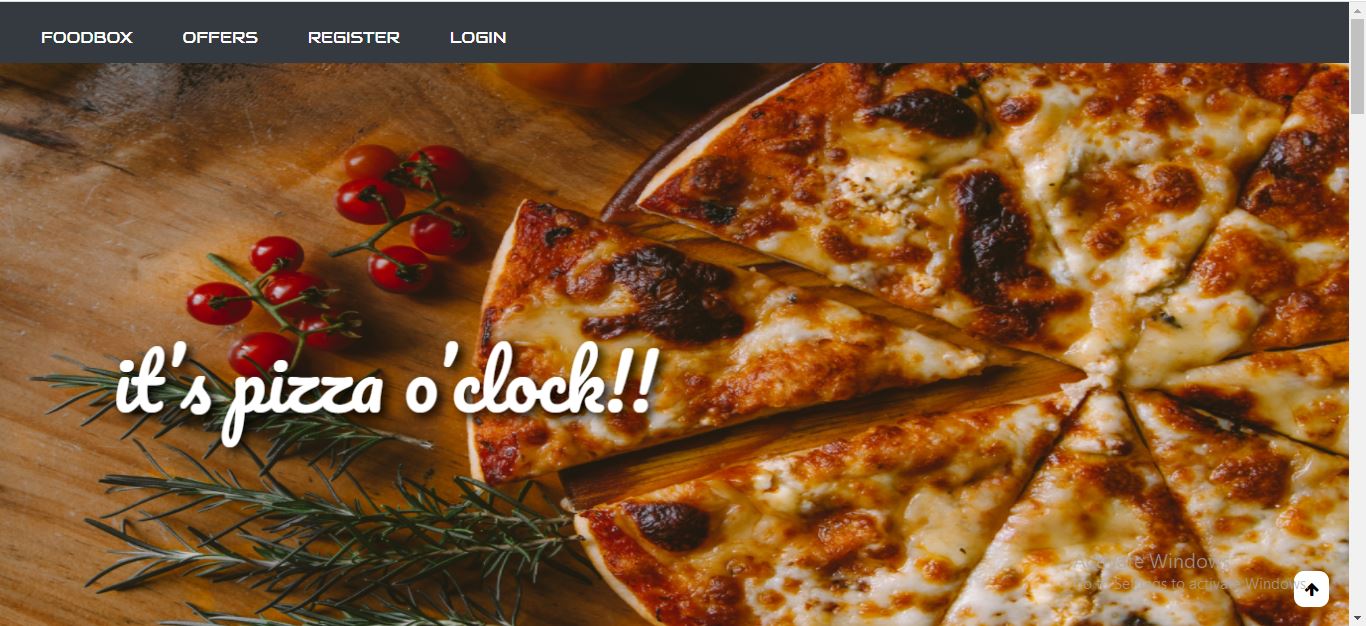 FOODBOX OFFERS REGISTER LOGIN
it's pizza o'clock!!
Activate Windows
Go to Settings to activate Windows.